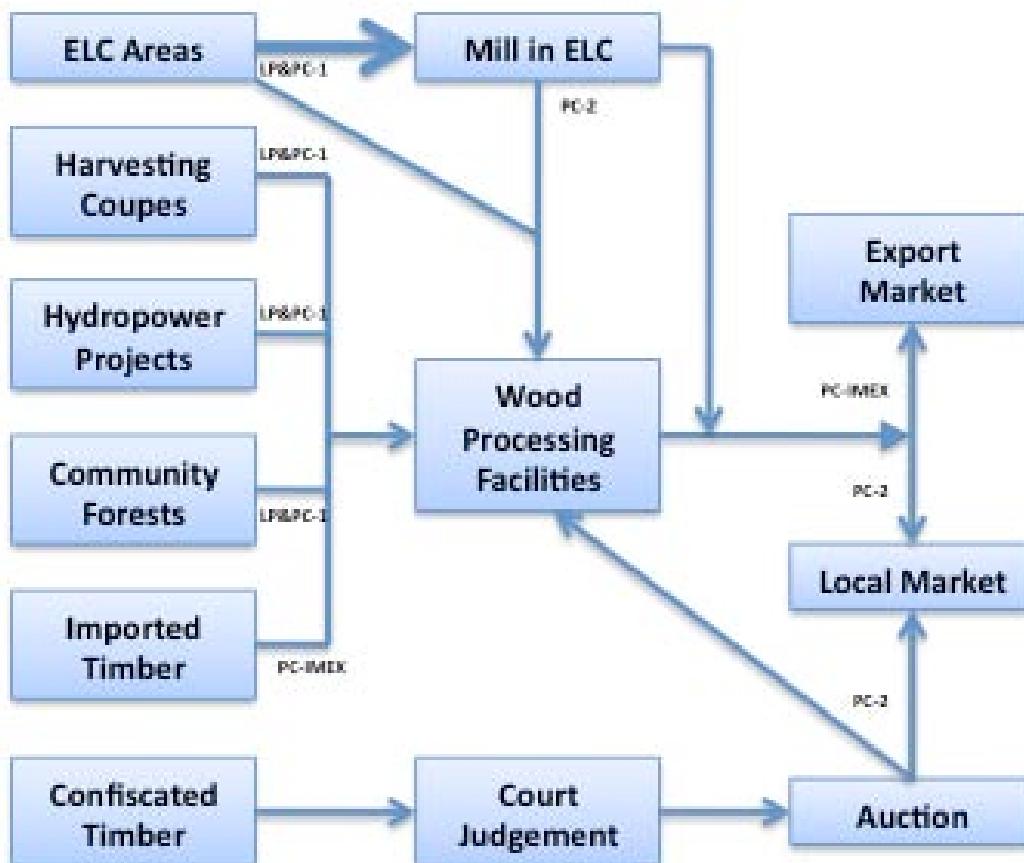 ELC Areas
LP&PC-1
Mill in ELC
PC-2
Harvesting
Coupes
LP&PC-1
Hydropower
Projects
LP&PC-1
Export
Market
Wood
Processing
Facilities
PC-IMEX
Community
Forests
LP&PC-1
PC-2
Local Market
Imported
Timber
PC-IMEX
PC-2
Confiscated
Timber
Court
Judgement
Auction